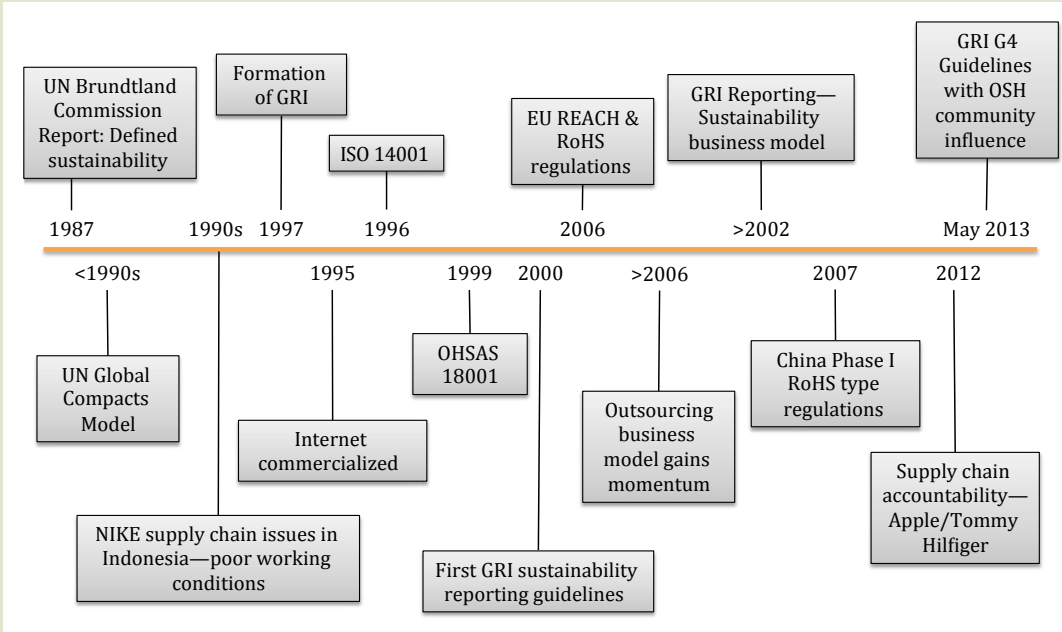 UN Brundtland
Commission
Report: Defined
sustainability
Formation
of GRI
ISO 14001
EU REACH &
RoHS
regulations
GRI Reporting—
Sustainability
business model
GRI G4
Guidelines
with OSH
community
influence
1987
1990s
1997
1996
2006
>2002
May 2013
<1990s
1995
1999
2000
>2006
2007
2012
UN Global
Compacts
Model
NIKE supply chain issues in
Indonesia—poor working
conditions
Internet
commercialized
OHSAS
18001
First GRI sustainability
reporting guidelines
Outsourcing
business
model gains
momentum
China Phase I
RoHS type
regulations
Supply chain
accountability—
Apple/Tommy
Hilfiger